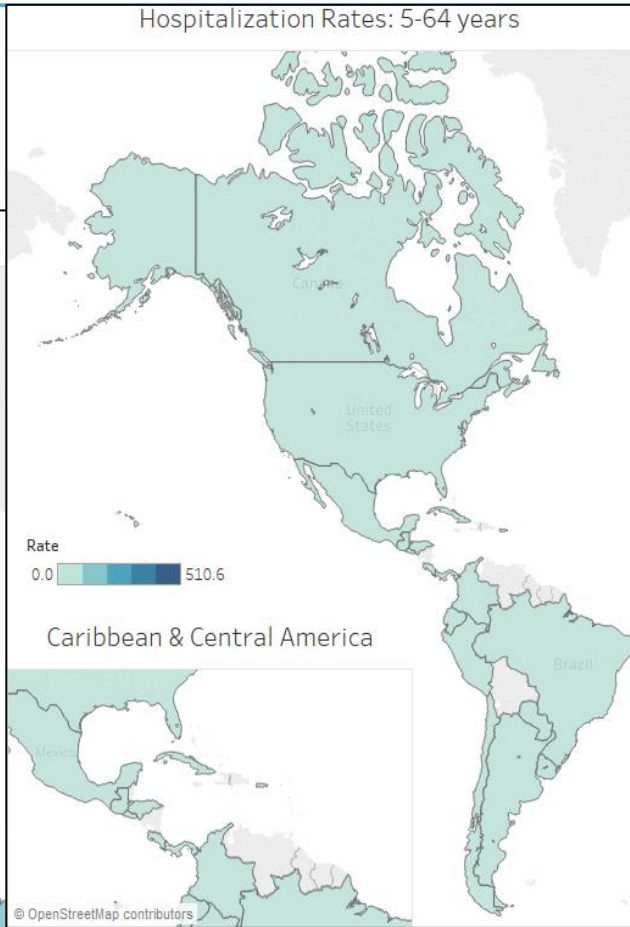 Hospitalization Rates: 5-64 years
Canada
United
States
Rate
0.0 510.6
Caribbean & Central America
Brazil
Mexico
© OpenStreetMap contributors